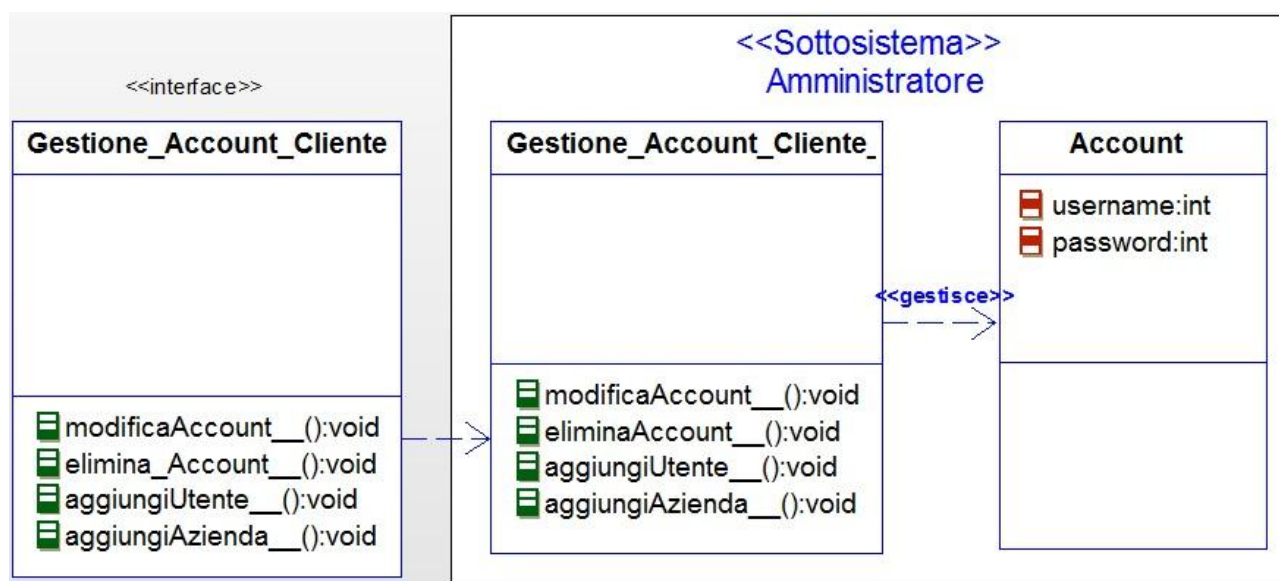 <<interface>>
Gestione_Account_Cliente
modificaAccount__():void
elimina_Account__():void
aggiungiUtente__():void
aggiungiAzienda__():void
<<Sottosistema>>
Amministratore
Gestione_Account_Cliente_
modificaAccount__():void
eliminaAccount__():void
aggiungiUtente__():void
aggiungiAzienda__():void
<<gestisce>>
Account
username:int
password:int